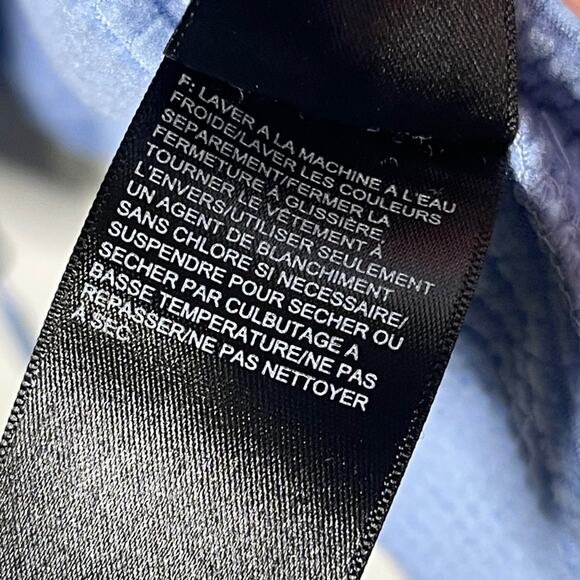 F: LAVER A LA MACHINE A L'EAU
FROIDE/LAVER LES COULEURS
SEPAREMENT/FERMER LA
FERMETURE À GLISSIÈRE
TOURNER LE VÊTEMENT À
L'ENVERS/UTILISER SEULEMENT
UN AGENT DE BLANCHIMENT
SANS CHLORE SI NECESSAIRE/
SUSPENDRE POUR SECHER OU
SECHER PAR CULBUTAGE A
BASSE TEMPERATURE/NE PAS
REPASSER/NE PAS NETTOYER
A SEC